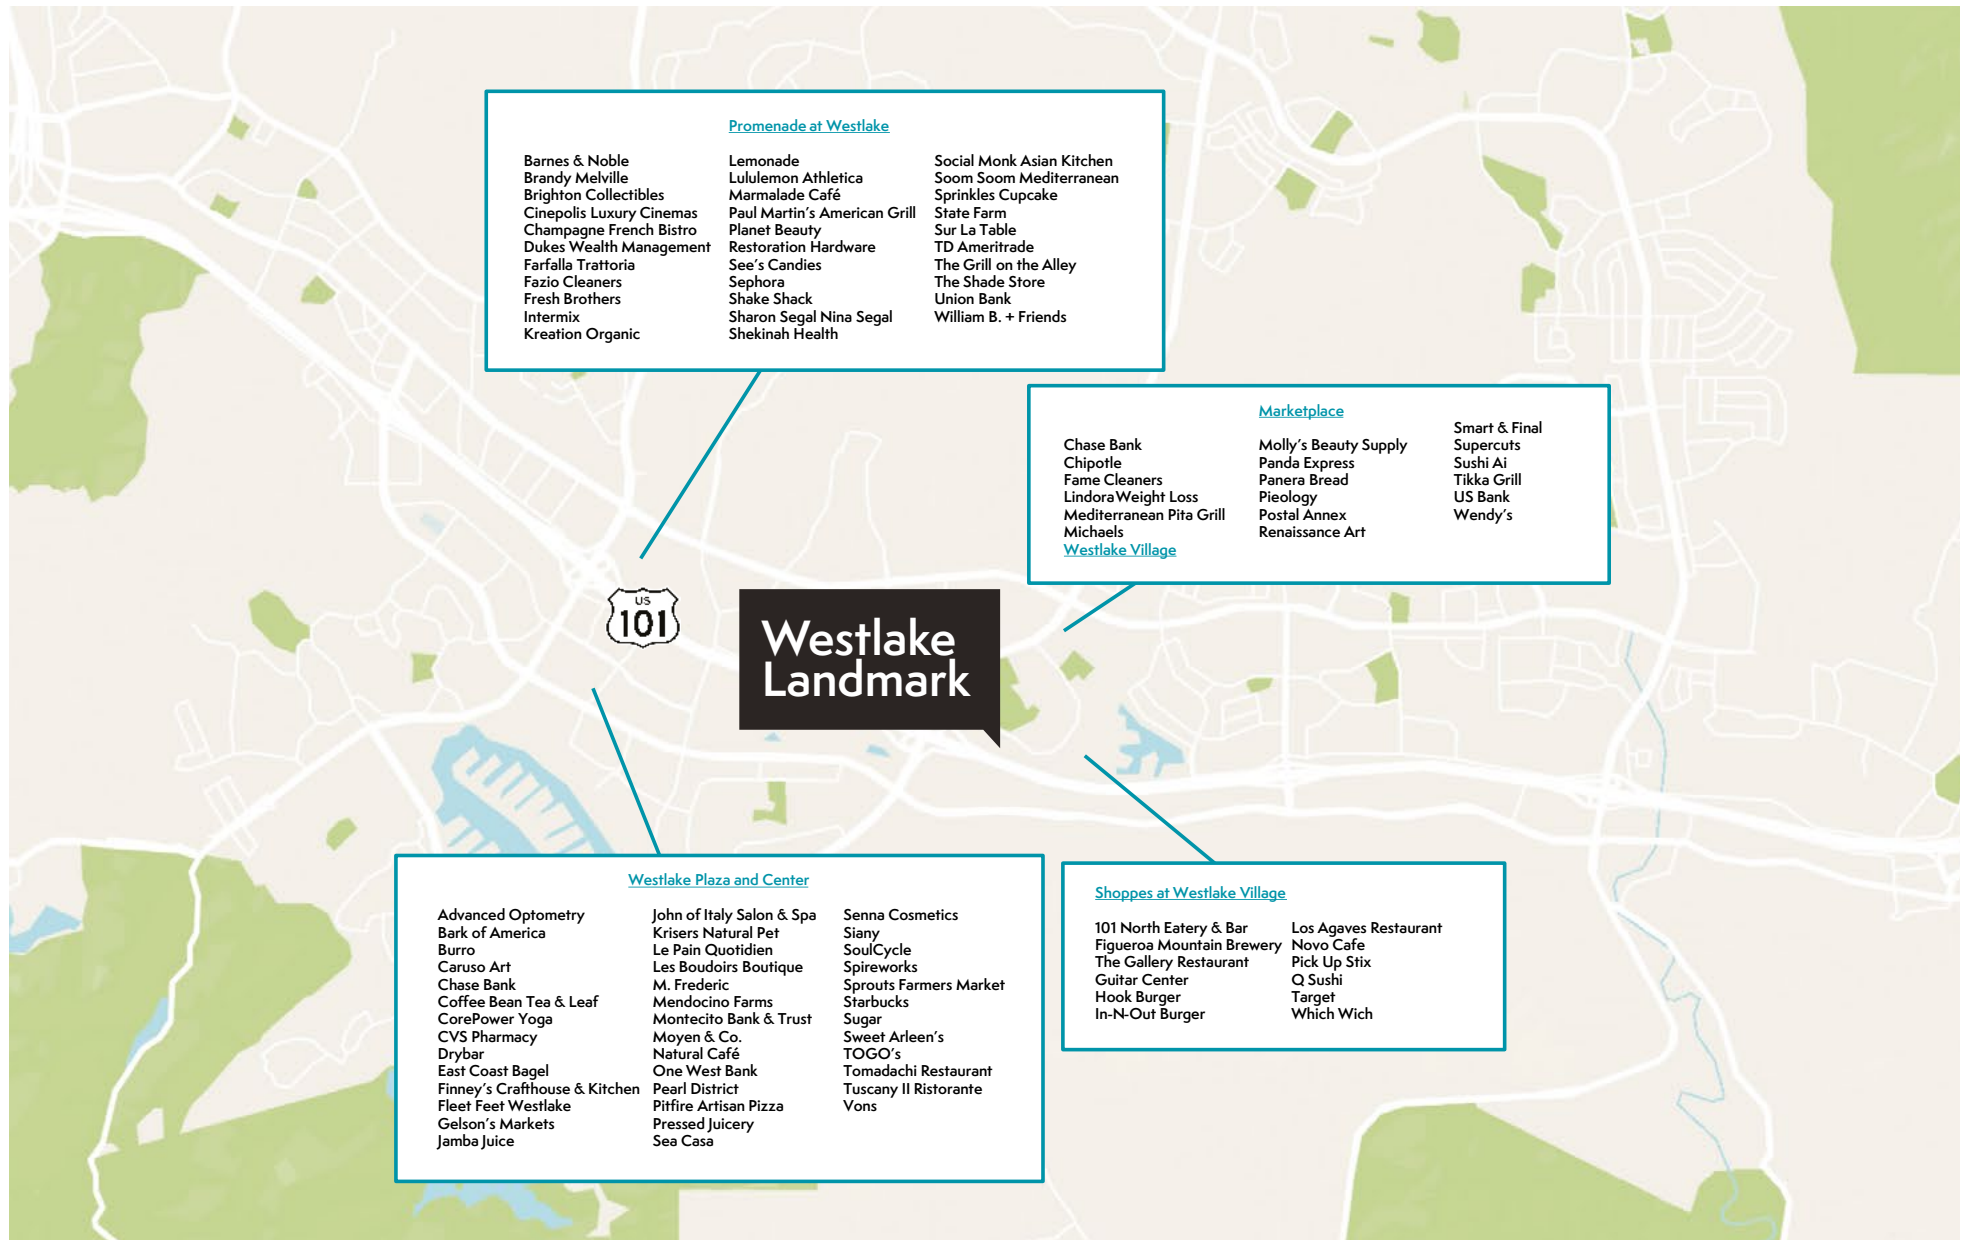 Promenade at Westlake
Barnes & Noble
Brandy Melville
Brighton Collectibles
Cinepolis Luxury Cinemas
Champagne French Bistro
Dukes Wealth Management
Farfalla Trattoria
Fazio Cleaners
Fresh Brothers
Intermix
Kreation Organic
Lemonade
Lululemon Athletica
Marmalade Café
Paul Martin's American Grill
Planet Beauty
Restoration Hardware
See's Candies
Sephora
Shake Shack
Sharon Segal Nina Segal
Shekinah Health
Social Monk Asian Kitchen
Soom Soom Mediterranean
Sprinkles Cupcake
State Farm
Sur La Table
TD Ameritrade
The Grill on the Alley
The Shade Store
Union Bank
William B. + Friends
Marketplace
Chase Bank
Chipotle
Fame Cleaners
Lindora Weight Loss
Mediterranean Pita Grill
Michaels
Westlake Village
Molly's Beauty Supply
Panda Express
Panera Bread
Pieology
Postal Annex
Renaissance Art
Smart & Final
Supercuts
Sushi Ai
Tikka Grill
US Bank
Wendy's
US
101
Westlake
Landmark
Westlake Plaza and Center
Advanced Optometry
Bark of America
Burro
Caruso Art
Chase Bank
Coffee Bean Tea & Leaf
CorePower Yoga
CVS Pharmacy
Drybar
East Coast Bagel
Finney's Crafthouse & Kitchen
Fleet Feet Westlake
Gelson's Markets
Jamba Juice
John of Italy Salon & Spa
Krisers Natural Pet
Le Pain Quotidien
Les Boudoirs Boutique
M. Frederic
Mendocino Farms
Montecito Bank & Trust
Moyen & Co.
Natural Café
One West Bank
Pearl District
Pitfire Artisan Pizza
Pressed Juicery
Sea Casa
Senna Cosmetics
Siany
SoulCycle
Spireworks
Sprouts Farmers Market
Starbucks
Sugar
Sweet Arleen's
TOGO's
Tomadachi Restaurant
Tuscany II Ristorante
Vons
Shoppes at Westlake Village
101 North Eatery & Bar
Figueroa Mountain Brewery
The Gallery Restaurant
Guitar Center
Hook Burger
In-N-Out Burger
Los Agaves Restaurant
Novo Cafe
Pick Up Stix
Q Sushi
Target
Which Wich